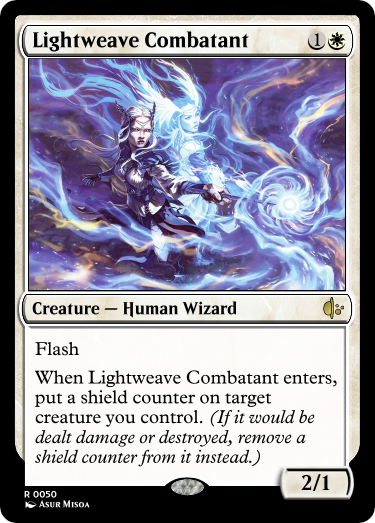 Lightweave Combatant 1
Creature — Human Wizard
Flash
When Lightweave Combatant enters,
put a shield counter on target
creature you control. (If it would be
dealt damage or destroyed, remove a
shield counter from it instead.)
2/1
R 0050
Asur Misoa